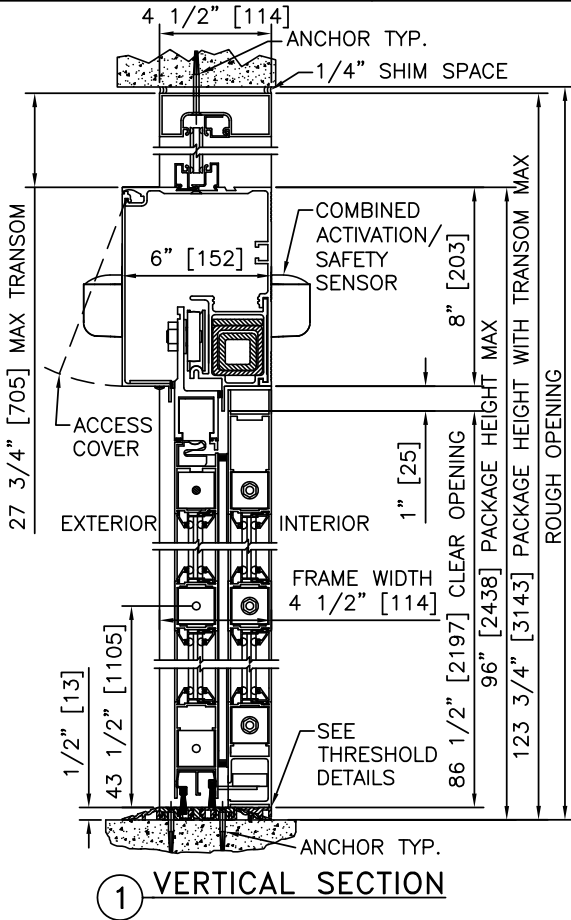 4 1/2" [114]
ANCHOR TYP.
1/4" SHIM SPACE
27 3/4" [705] MAX TRANSOM
6" [152]
COMBINED
ACTIVATION/
SAFETY
SENSOR
8" [203]
ACCESS
COVER
1" [25]
EXTERIOR
INTERIOR
FRAME WIDTH
4 1/2" [114]
86 1/2" [2197] CLEAR OPENING
96" [2438] PACKAGE HEIGHT MAX
123 3/4" [3143] PACKAGE HEIGHT WITH TRANSOM MAX
ROUGH OPENING
1/2" [13]
43 1/2" [1105]
SEE
THRESHOLD
DETAILS
ANCHOR TYP.
1 VERTICAL SECTION